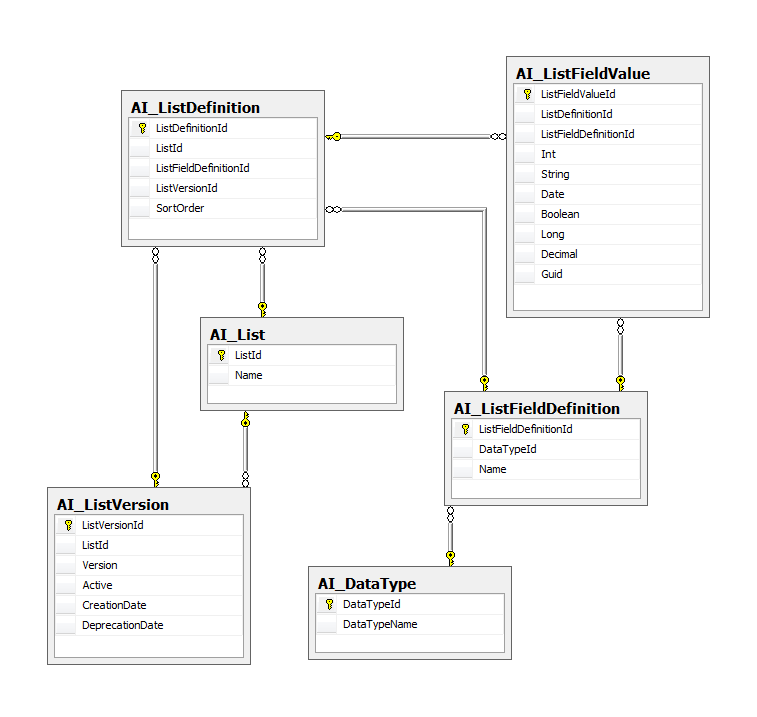 AI_ListDefinition
ListDefinitionId
ListId
ListFieldDefinitionId
ListVersionId
SortOrder
AI_ListFieldValue
ListFieldValueId
ListDefinitionId
ListFieldDefinitionId
Int
String
Date
Boolean
Long
Decimal
Guid
AI_List
ListId
Name
AI_ListFieldDefinition
ListFieldDefinitionId
DataTypeId
Name
AI_ListVersion
ListVersionId
ListId
Version
Active
CreationDate
DeprecationDate
AI_DataType
DataTypeId
DataTypeName